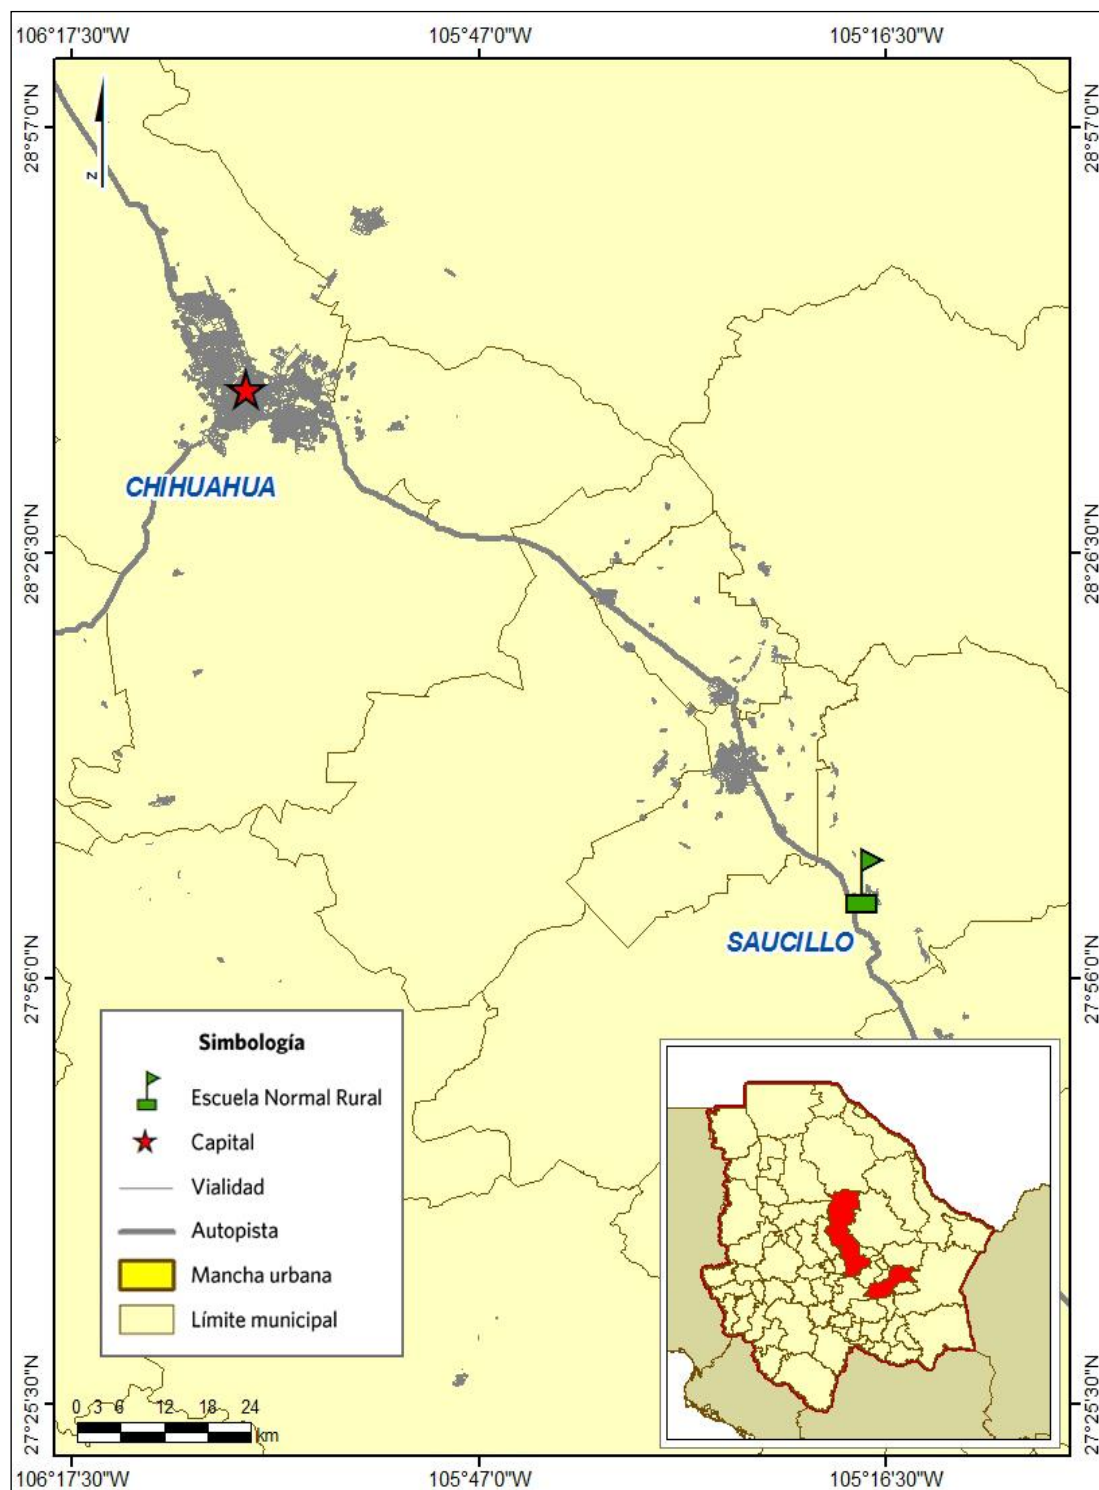 106°17'30"W 105°47'0"W 105°16'30"W
28°57'0"N 28°57'0"N
z
CHIHUAHUA
28°26'30"N 28°26'30"N
SAUCILLO
27°56'0"N 27°56'0"N
Simbología
Escuela Normal Rural
Capital
Vialidad
Autopista
Mancha urbana
Límite municipal
0 3 6 12 18 24
km
27°25'30"N 27°25'30"N
106°17'30"W 105°47'0"W 105°16'30"W